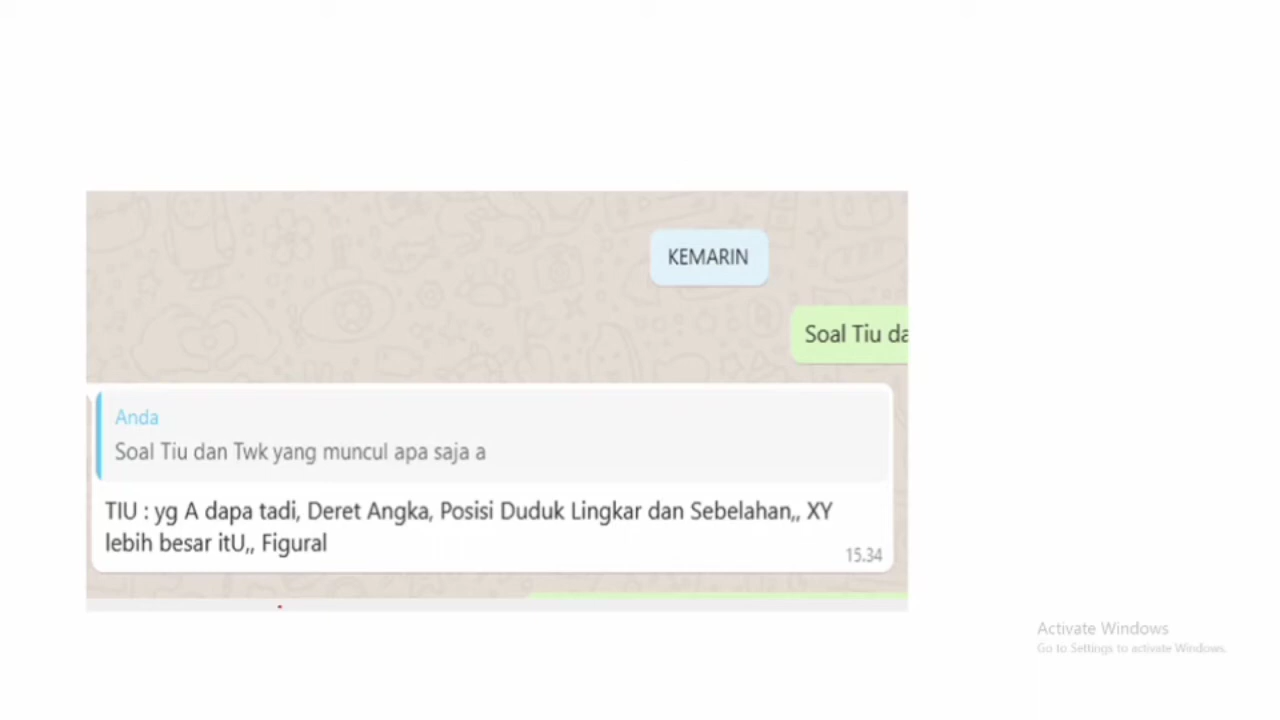 KEMARIN
Soal Tiu da
Anda
Soal Tiu dan Twk yang muncul apa saja a
TIU : yg A dapa tadi, Deret Angka, Posisi Duduk Lingkar dan Sebelahan,, XY
lebih besar itU,, Figural
15.34
Activate Windows
Go to Settings to activate Windows.